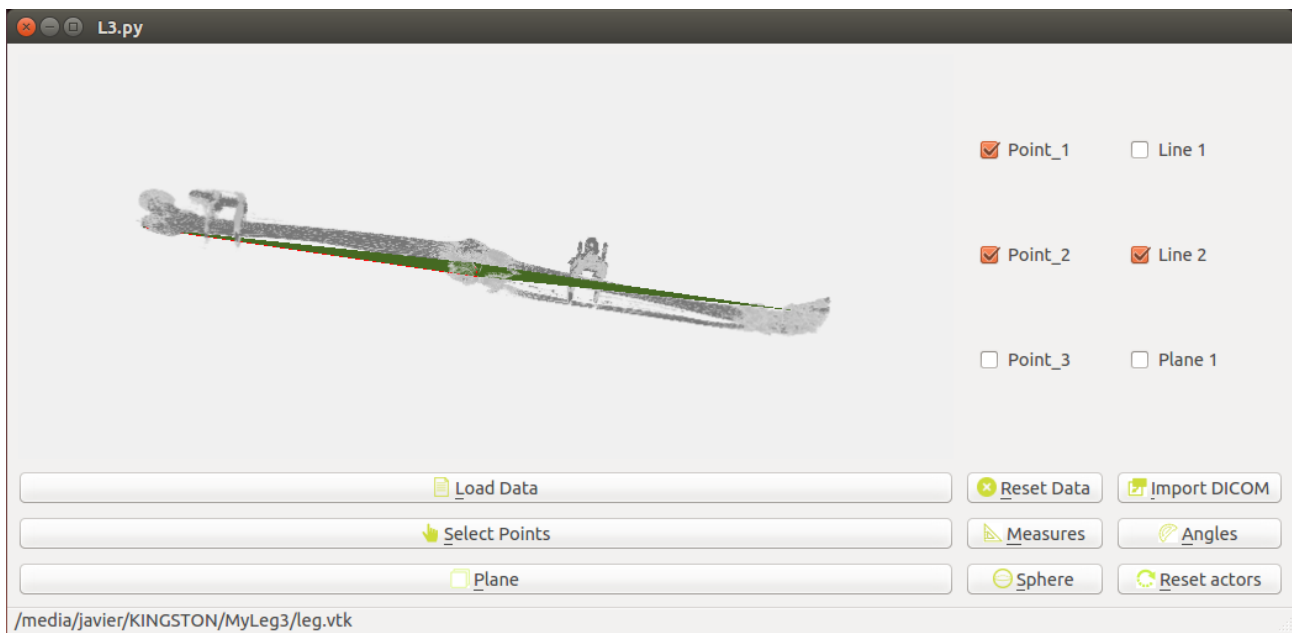 L3.py
Point_1 Line 1
Point_2 Line 2
Point_3 Plane 1
Load Data Reset Data Import DICOM
Select Points Measures Angles
Plane Sphere Reset actors
/media/javier/KINGSTON/MyLeg3/leg.vtk